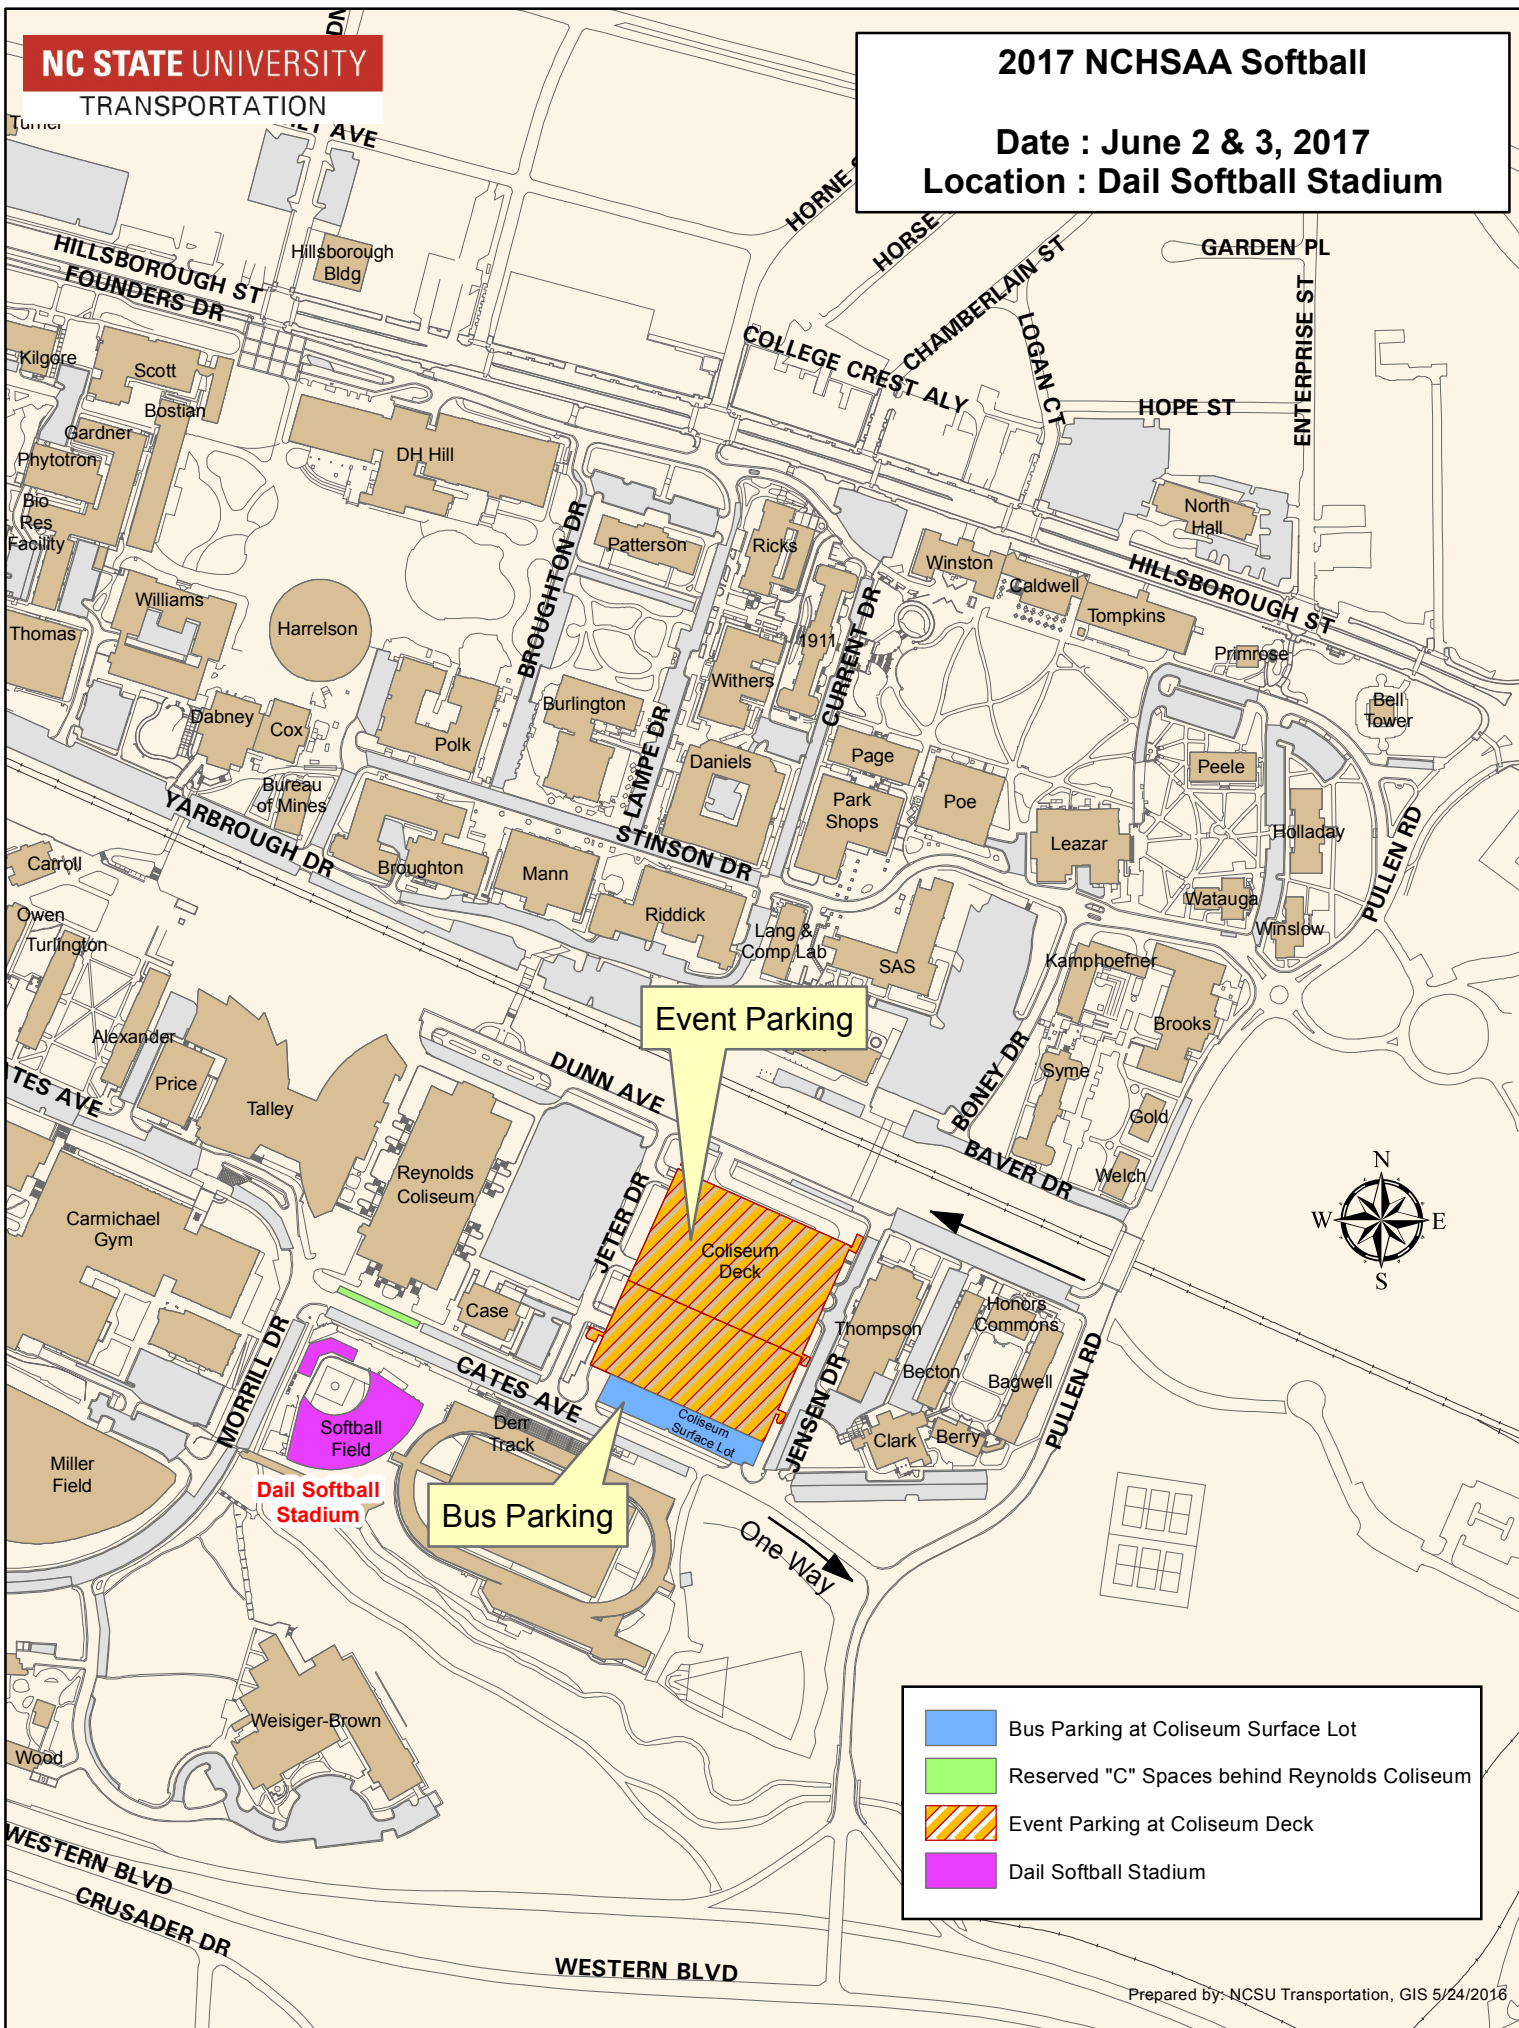 NC STATE UNIVERSITY
TRANSPORTATION
2017 NCHSAA Softball
Date : June 2 & 3, 2017
Location : Dail Softball Stadium
Turner
AVE
HORNE
HORSE
GARDEN PL
CHAMBERLAIN ST
ENTERPRISE ST
LOGAN CT
HOPE ST
COLLEGE CREST ALY
HILLSBOROUGH ST
FOUNDERS DR
Hillsborough
Bldg
Kilgore
Scott
Bostian
Gardner
Phytotron
Bio
Res
Facility
DH Hill
BROUGHTON DR
Patterson
Ricks
North
Hall
Winston
Caldwell
Tompkins
HILLSBOROUGH ST
Williams
Thomas
Harrelson
1911
CURRENT DR
Withers
Primrose
Bell
Tower
Burlington
LAMPE DR
Dabney
Cox
Polk
Daniels
Page
Peele
Bureau
of Mines
Park
Shops
Poe
YARBROUGH DR
STINSON DR
Leazar
Holladay
PULLEN RD
Carroll
Broughton
Mann
Riddick
Watauga
Winslow
Owen
Turlington
Lang &
Comp Lab
SAS
Kamphoefner
Brooks
Alexander
Event Parking
BONEY DR
Syme
Gold
Welch
BAVER DR
DUNN AVE
Price
Talley
Reynolds
Coliseum
JETER DR
Carmichael
Gym
Coliseum
Deck
N
W
E
S
Case
Thompson
Honors
Commons
Becton
Bagwell
MORRILL DR
CATES AVE
JENSEN DR
PULLEN RD
Softball
Field
Derr
Track
Coliseum
Surface Lot
Clark
Berry
Miller
Field
Dail Softball
Stadium
Bus Parking
One Way
Weisiger-Brown
Wood
Bus Parking at Coliseum Surface Lot
Reserved "C" Spaces behind Reynolds Coliseum
Event Parking at Coliseum Deck
Dail Softball Stadium
WESTERN BLVD
CRUSADER DR
WESTERN BLVD
Prepared by: NCSU Transportation, GIS 5/24/2016